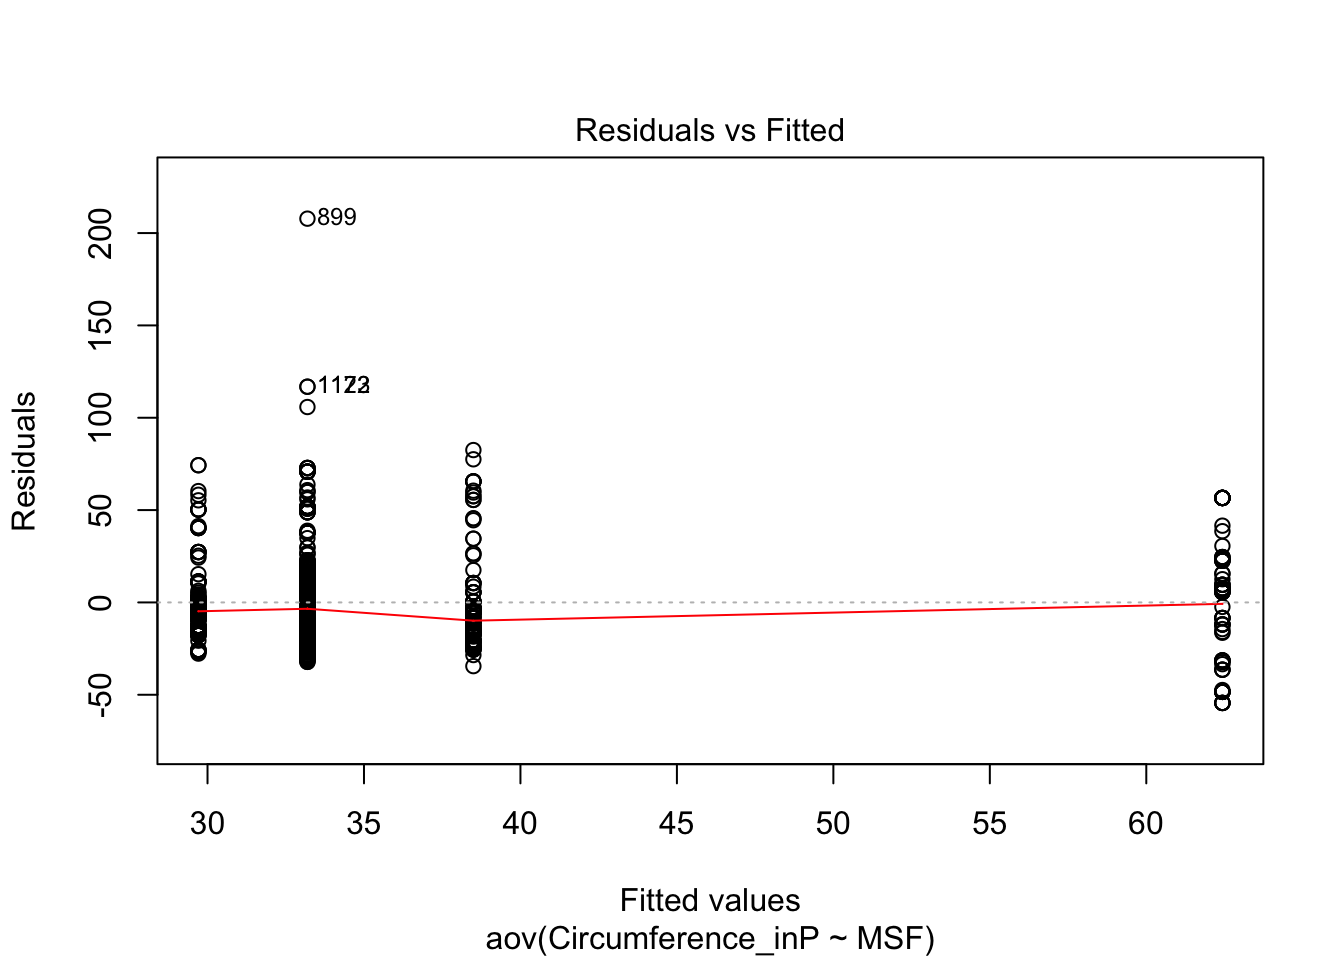 Residuals vs Fitted
Residuals
200
150
100
50
0
-50
899
30 35 40 45 50 55 60
Fitted values
aov(Circumference_inP ~ MSF)